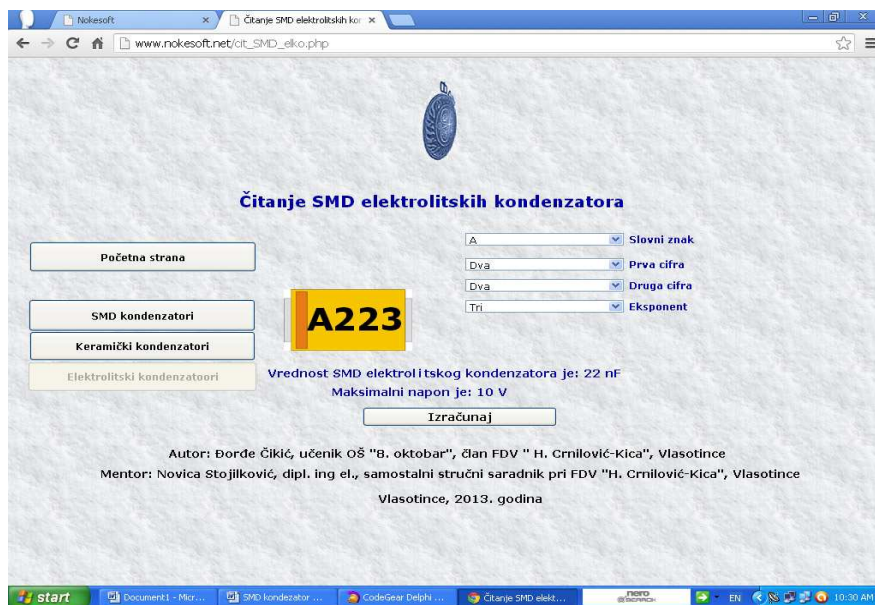 Nokesoft
Čitanje SMD elektrolitskih kor
www.nokesoft.net/cit_SMD_elko.php
Čitanje SMD elektrolitskih kondenzatora
Početna strana
SMD kondenzatori
Keramički kondenzatori
Elektrolitski kondenzatoori
A Slovni znak
Dva Prva cifra
Dva Druga cifra
Tri Eksponent
A223
Vrednost SMD elektrolitskog kondenzatora je: 22 nF
Maksimalni napon je: 10 V
Izračunaj
Autor: Đorđe Čikić, učenik OŠ "8. oktobar", član FDV " H. Crnilović-Kica", Vlasotince
Mentor: Novica Stojilković, dipl. ing el., samostalni stručni saradnik pri FDV "H. Crnilović-Kica", Vlasotince
Vlasotince, 2013. godina
start
Document1 - Micr...
SMD kondezator ...
CodeGear Delphi ...
Čitanje SMD elekt...
nero
EN
10:30 AM